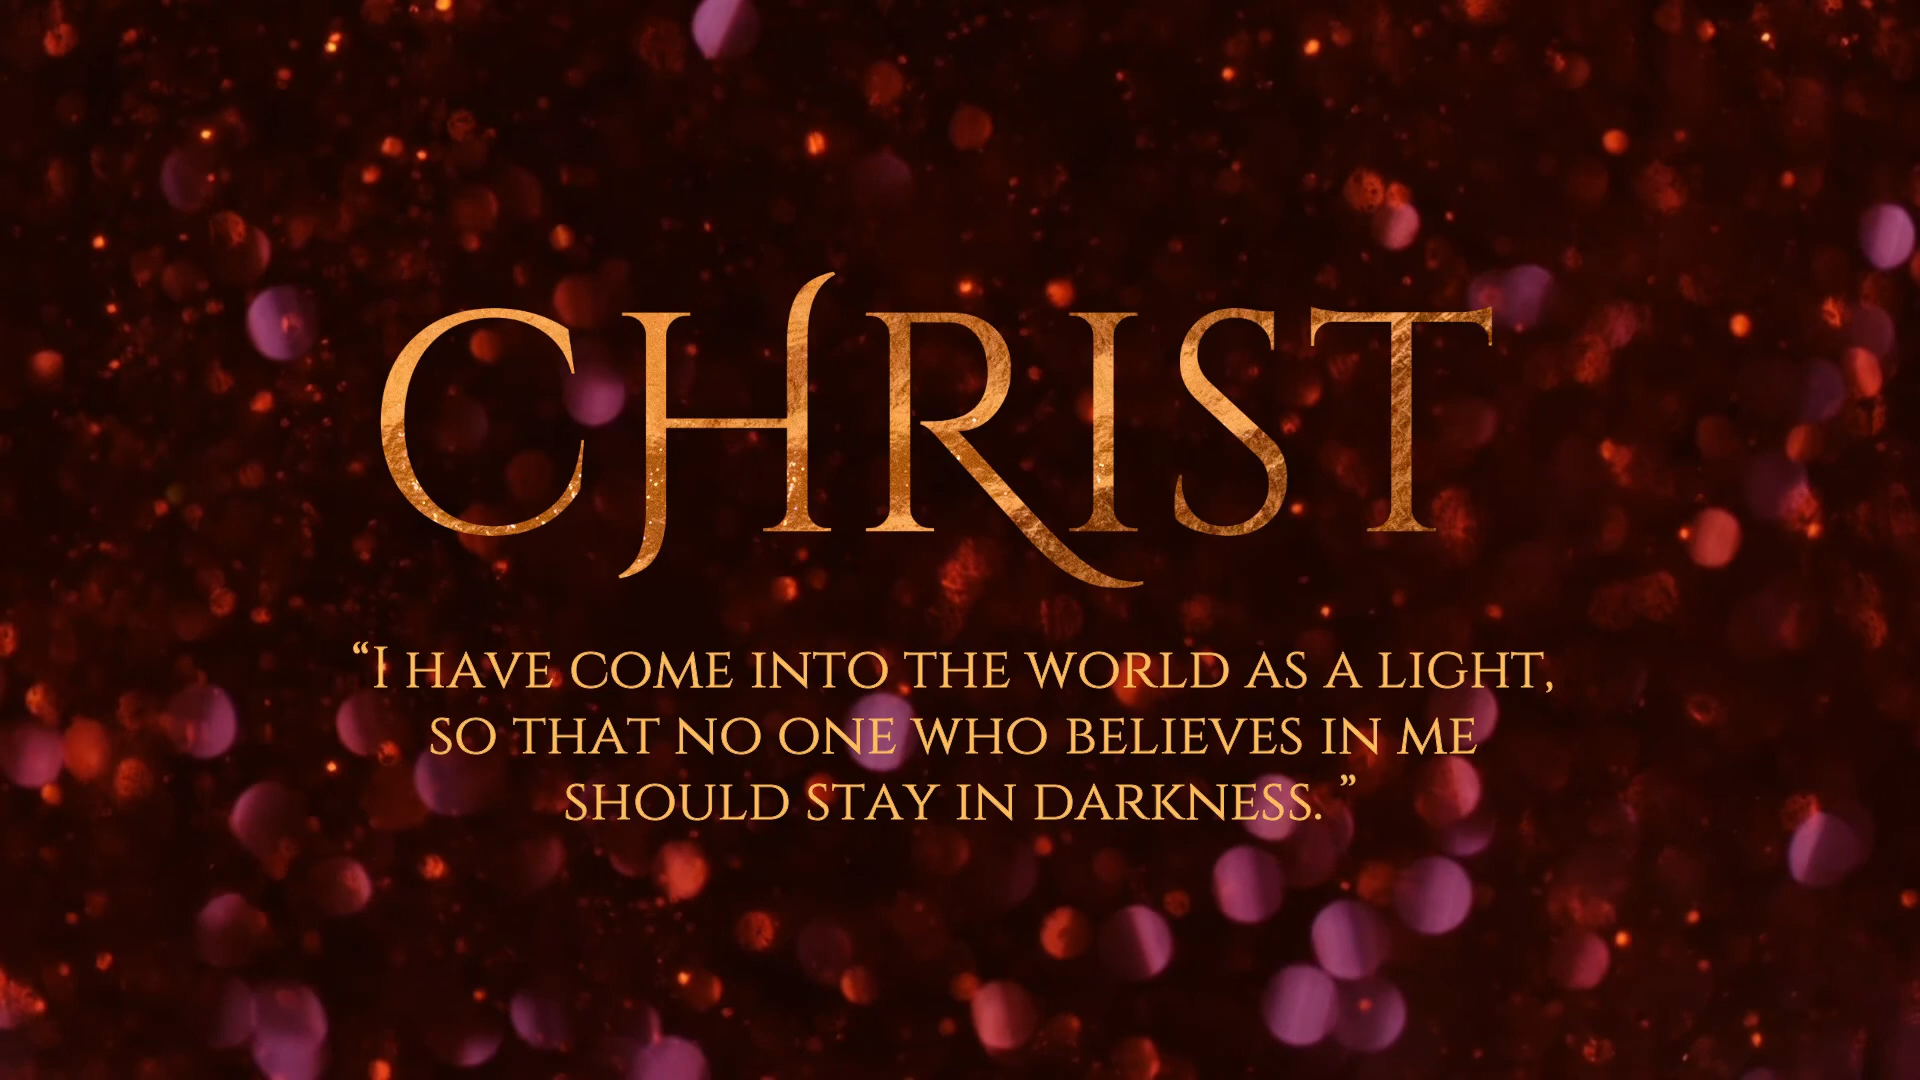 CHRIST
“I HAVE COME INTO THE WORLD AS A LIGHT,
SO THAT NO ONE WHO BELIEVES IN ME
SHOULD STAY IN DARKNESS. ”